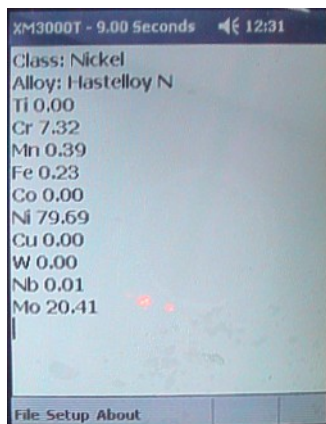 XM3000T - 9.00 Seconds 12:31
Class: Nickel
Alloy: Hastelloy N
Ti 0.00
Cr 7.32
Mn 0.39
Fe 0.23
Co 0.00
Ni 79.69
Cu 0.00
W 0.00
Nb 0.01
Mo 20.41
File Setup About